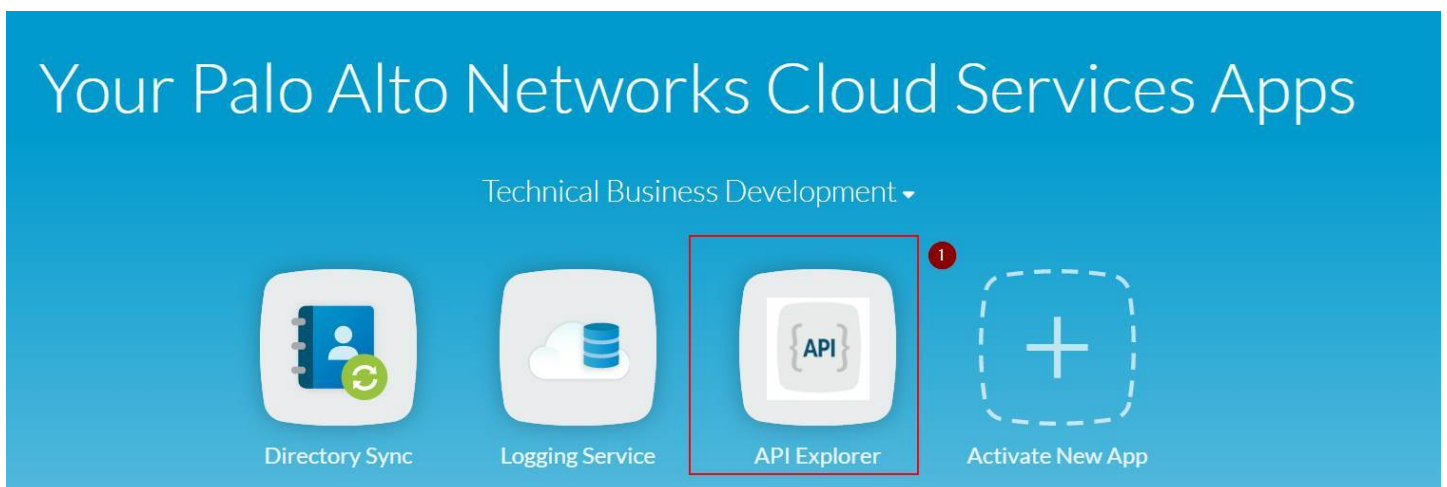 Your Palo Alto Networks Cloud Services Apps
Technical Business Development
1
{API}
Directory Sync
Logging Service
API Explorer
Activate New App